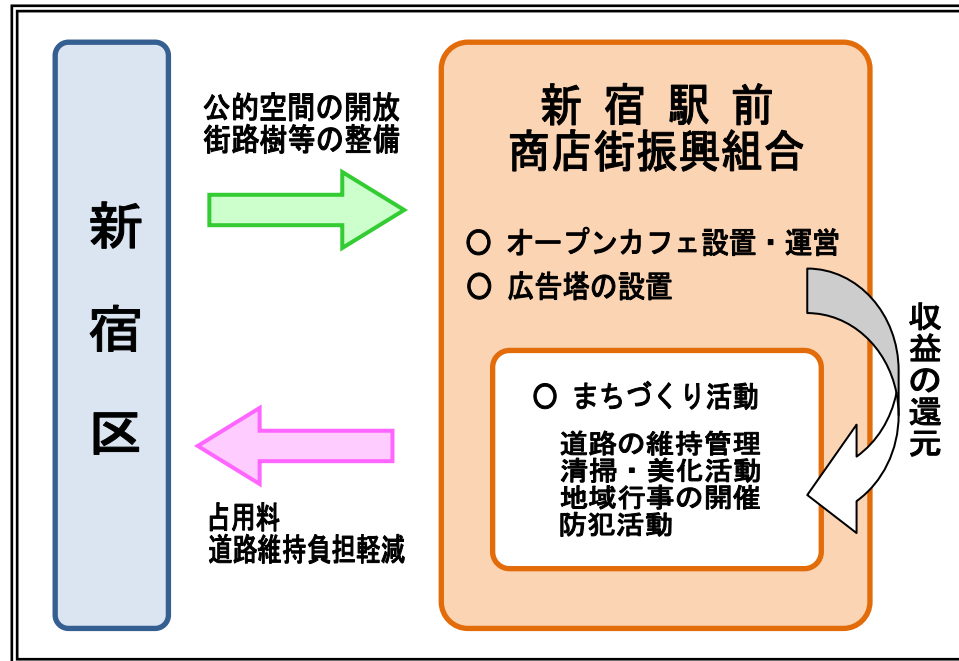 新宿区
公的空間の開放
街路樹等の整備
占用料
道路維持負担軽減
新宿駅前
商店街振興組合
○ オープンカフェ設置・運営
○ 広告塔の設置
○ まちづくり活動
道路の維持管理
清掃・美化活動
地域行事の開催
防犯活動
収益の還元